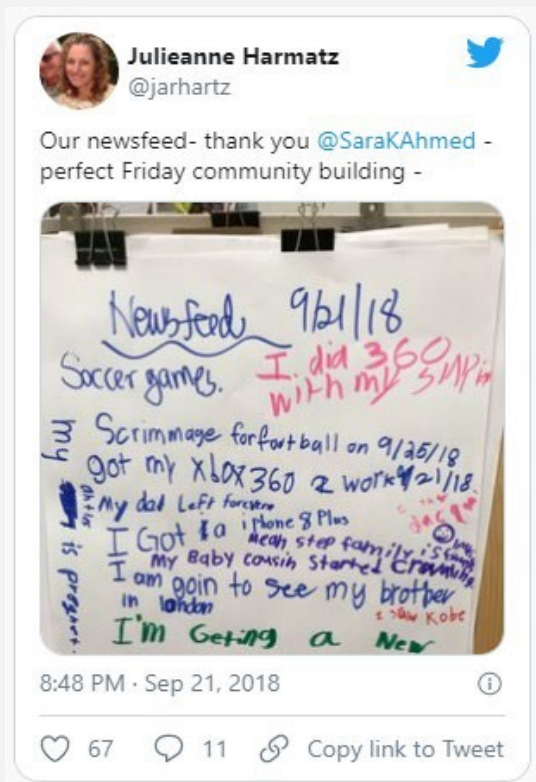 Julieanne Harmatz
@jarhartz
Our newsfeed- thank you @SaraKAhmed -
perfect Friday community building -
Newsfeed 9/21/18
Soccer games.
I did 360
with my
Scrimmage for football on 9/25/18
got my xbox360 2 work 9/21/18
My dad Left forever
I Got a iphone 8 Plus
Mean step family is
My Baby cousin started crawling
I am goin to see my brother
in london
I saw Kobe
I'm Geting a New
my
is
8:48 PM · Sep 21, 2018
67
11
Copy link to Tweet